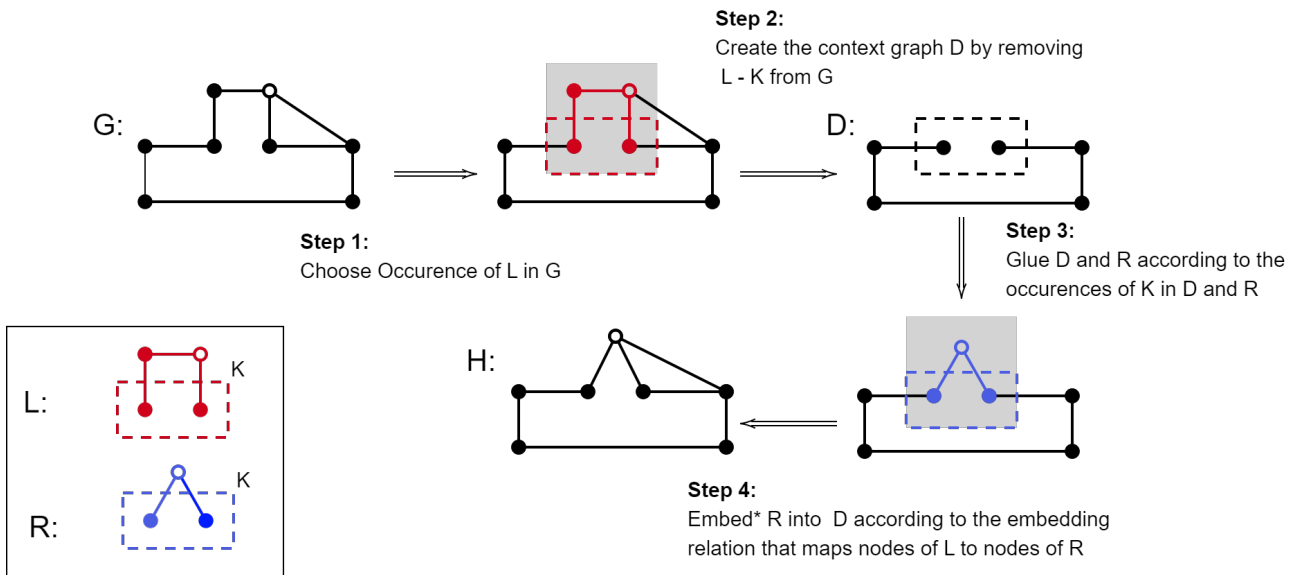 Step 2:
Create the context graph D by removing
L - K from G
G:
D:
Step 1:
Choose Occurence of L in G
Step 3:
Glue D and R according to the
occurences of K in D and R
H:
K
L:
K
R:
Step 4:
Embed* R into D according to the embedding
relation that maps nodes of L to nodes of R